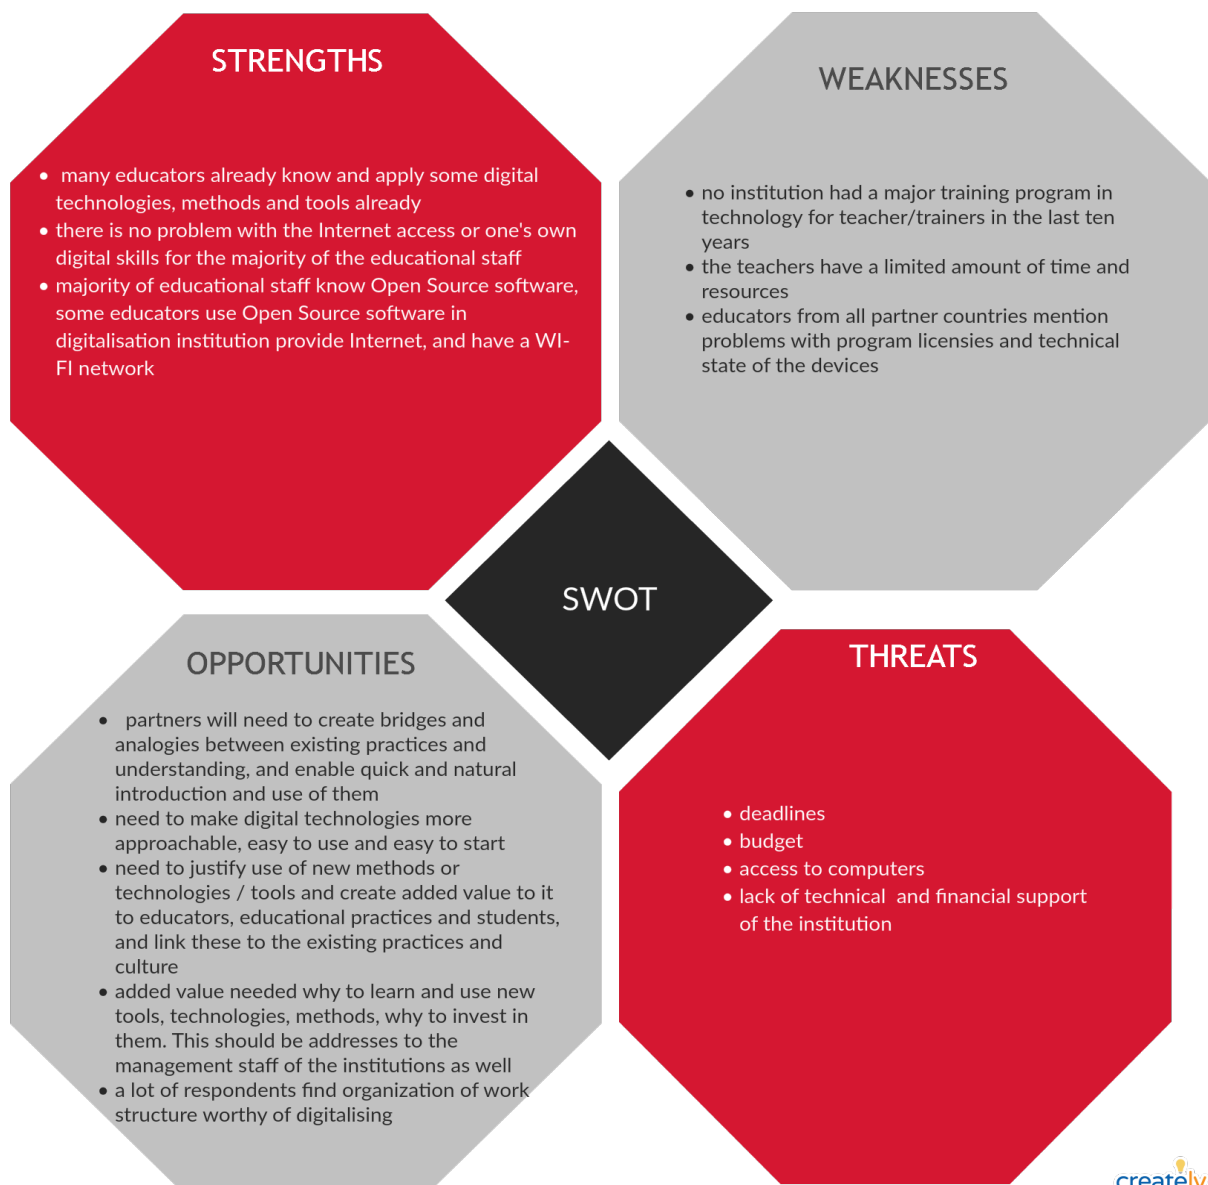 STRENGTHS
• many educators already know and apply some digital
technologies, methods and tools already
• there is no problem with the Internet access or one's own
digital skills for the majority of the educational staff
• majority of educational staff know Open Source software,
some educators use Open Source software in
digitalisation institution provide Internet, and have a WI-
FI network
WEAKNESSES
• no institution had a major training program in
technology for teacher/trainers in the last ten
years
• the teachers have a limited amount of time and
resources
• educators from all partner countries mention
problems with program licensies and technical
state of the devices
SWOT
OPPORTUNITIES
• partners will need to create bridges and
analogies between existing practices and
understanding, and enable quick and natural
introduction and use of them
• need to make digital technologies more
approachable, easy to use and easy to start
• need to justify use of new methods or
technologies / tools and create added value to it
to educators, educational practices and students,
and link these to the existing practices and
culture
• added value needed why to learn and use new
tools, technologies, methods, why to invest in
them. This should be addresses to the
management staff of the institutions as well
• a lot of respondents find organization of work
structure worthy of digitalising
THREATS
• deadlines
• budget
• access to computers
• lack of technical  and financial support
of the institution
creately